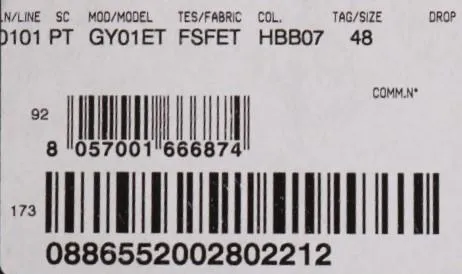 .N/LINE SC MOD/MODEL TES/FABRIC COL. TAG/SIZE DROP
0101 PT GY01ET FSFET HBB07 48
COMM.N°
92
8 057001 666874
173
0886552002802212